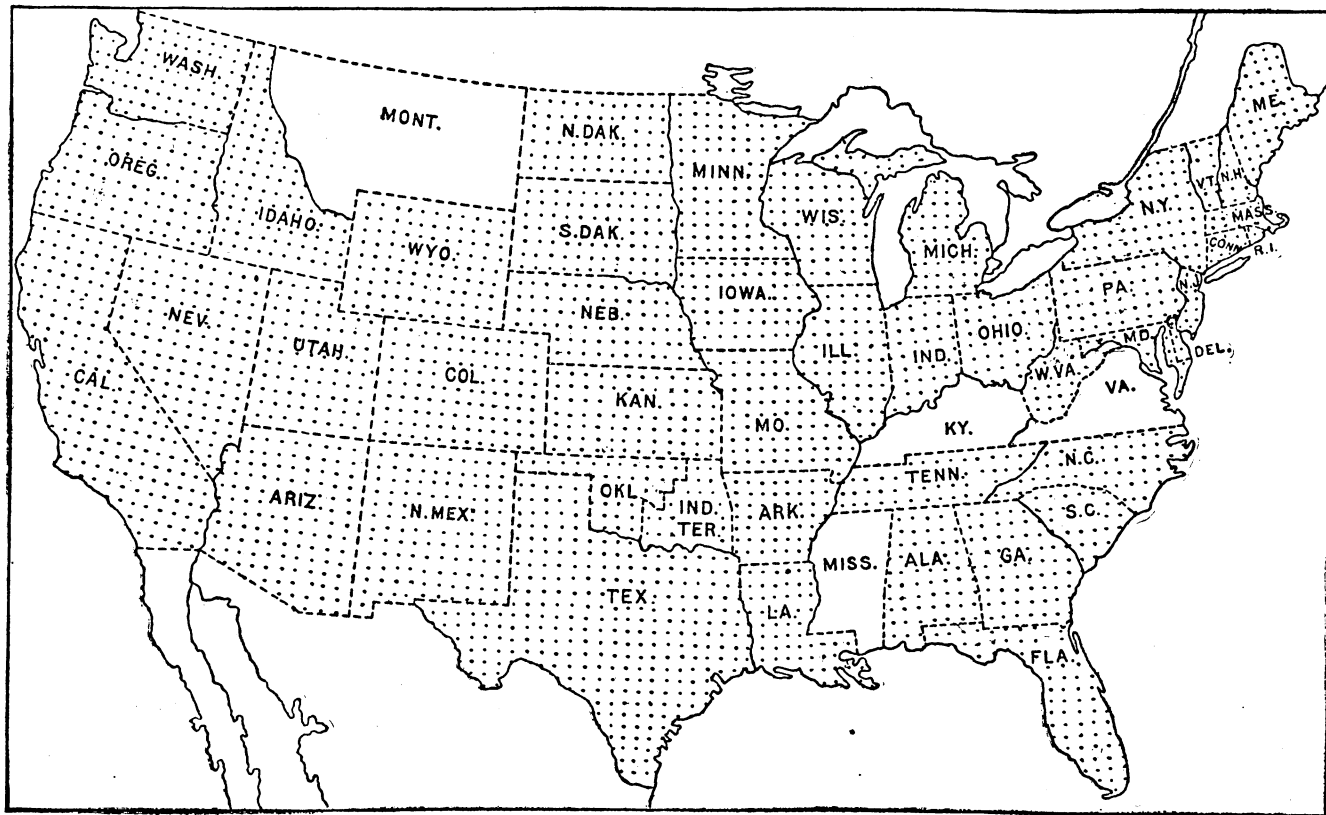 WASH.
MONT.
N.DAK.
MINN.
ME.
OREG.
IDAHO.
WYO.
S.DAK.
WIS.
MICH.
N.Y.
VT.
N.H.
MASS.
CONN.
R.I.
NEV.
UTAH.
COL.
NEB.
IOWA.
ILL.
IND.
OHIO.
PA.
N.J.
MD.
DEL.
W.VA.
VA.
CAL.
KAN.
MO.
KY.
ARIZ.
N.MEX.
OKL.
IND.
TER.
ARK.
TENN.
N.C.
S.C.
TEX.
LA.
MISS.
ALA.
GA.
FLA.